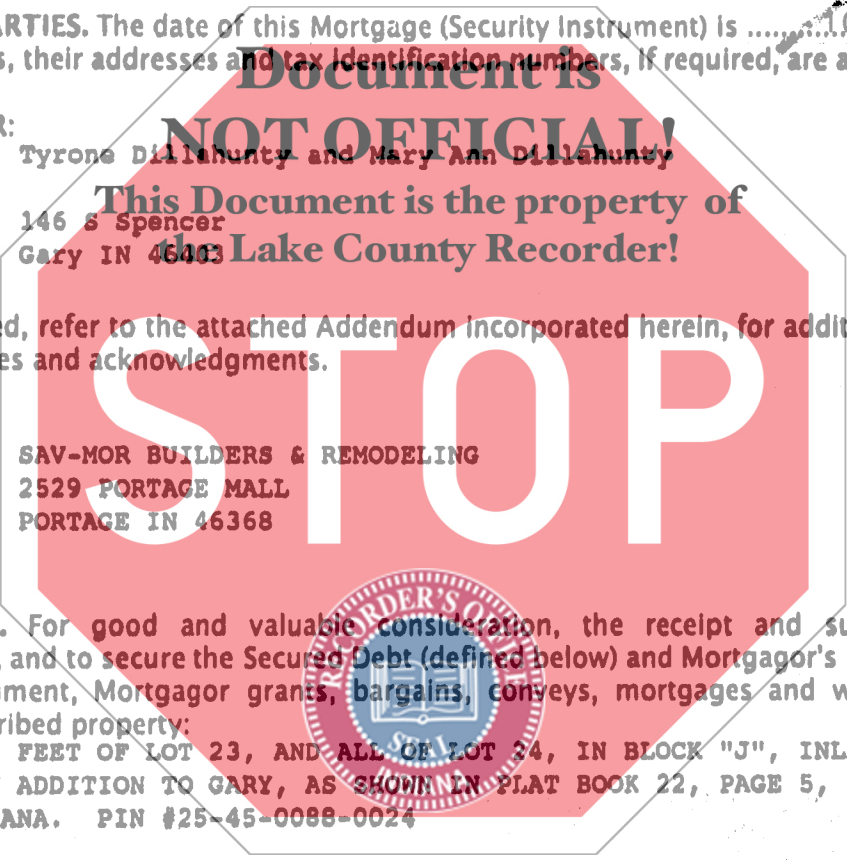 ARTIES. The date of this Mortgage (Security Instrument) is
s, their addresses and tax identification numbers, if required, are a
Document is
NOT OFFICIAL!
R:
Tyrone Dillahunty and Mary Ann Dillahunty
This Document is the property of
146 S Spencer
the Lake County Recorder!
Gary IN 46403
ed, refer to the attached Addendum incorporated herein, for addit
es and acknowledgments.
STOP
SAV-MOR BUILDERS & REMODELING
2529 PORTAGE MALL
PORTAGE IN 46368
. For good and valuable consideration, the receipt and su
, and to secure the Secured Debt (defined below) and Mortgagor's
ment, Mortgagor grants, bargains, conveys, mortgages and w
ribed property:
RECORDER'S OFFICE
SEAL
FEET OF LOT 23, AND ALL OF LOT 24, IN BLOCK "J", INL
ADDITION TO GARY, AS SHOWN IN PLAT BOOK 22, PAGE 5,
ANA. PIN #25-45-0088-0024